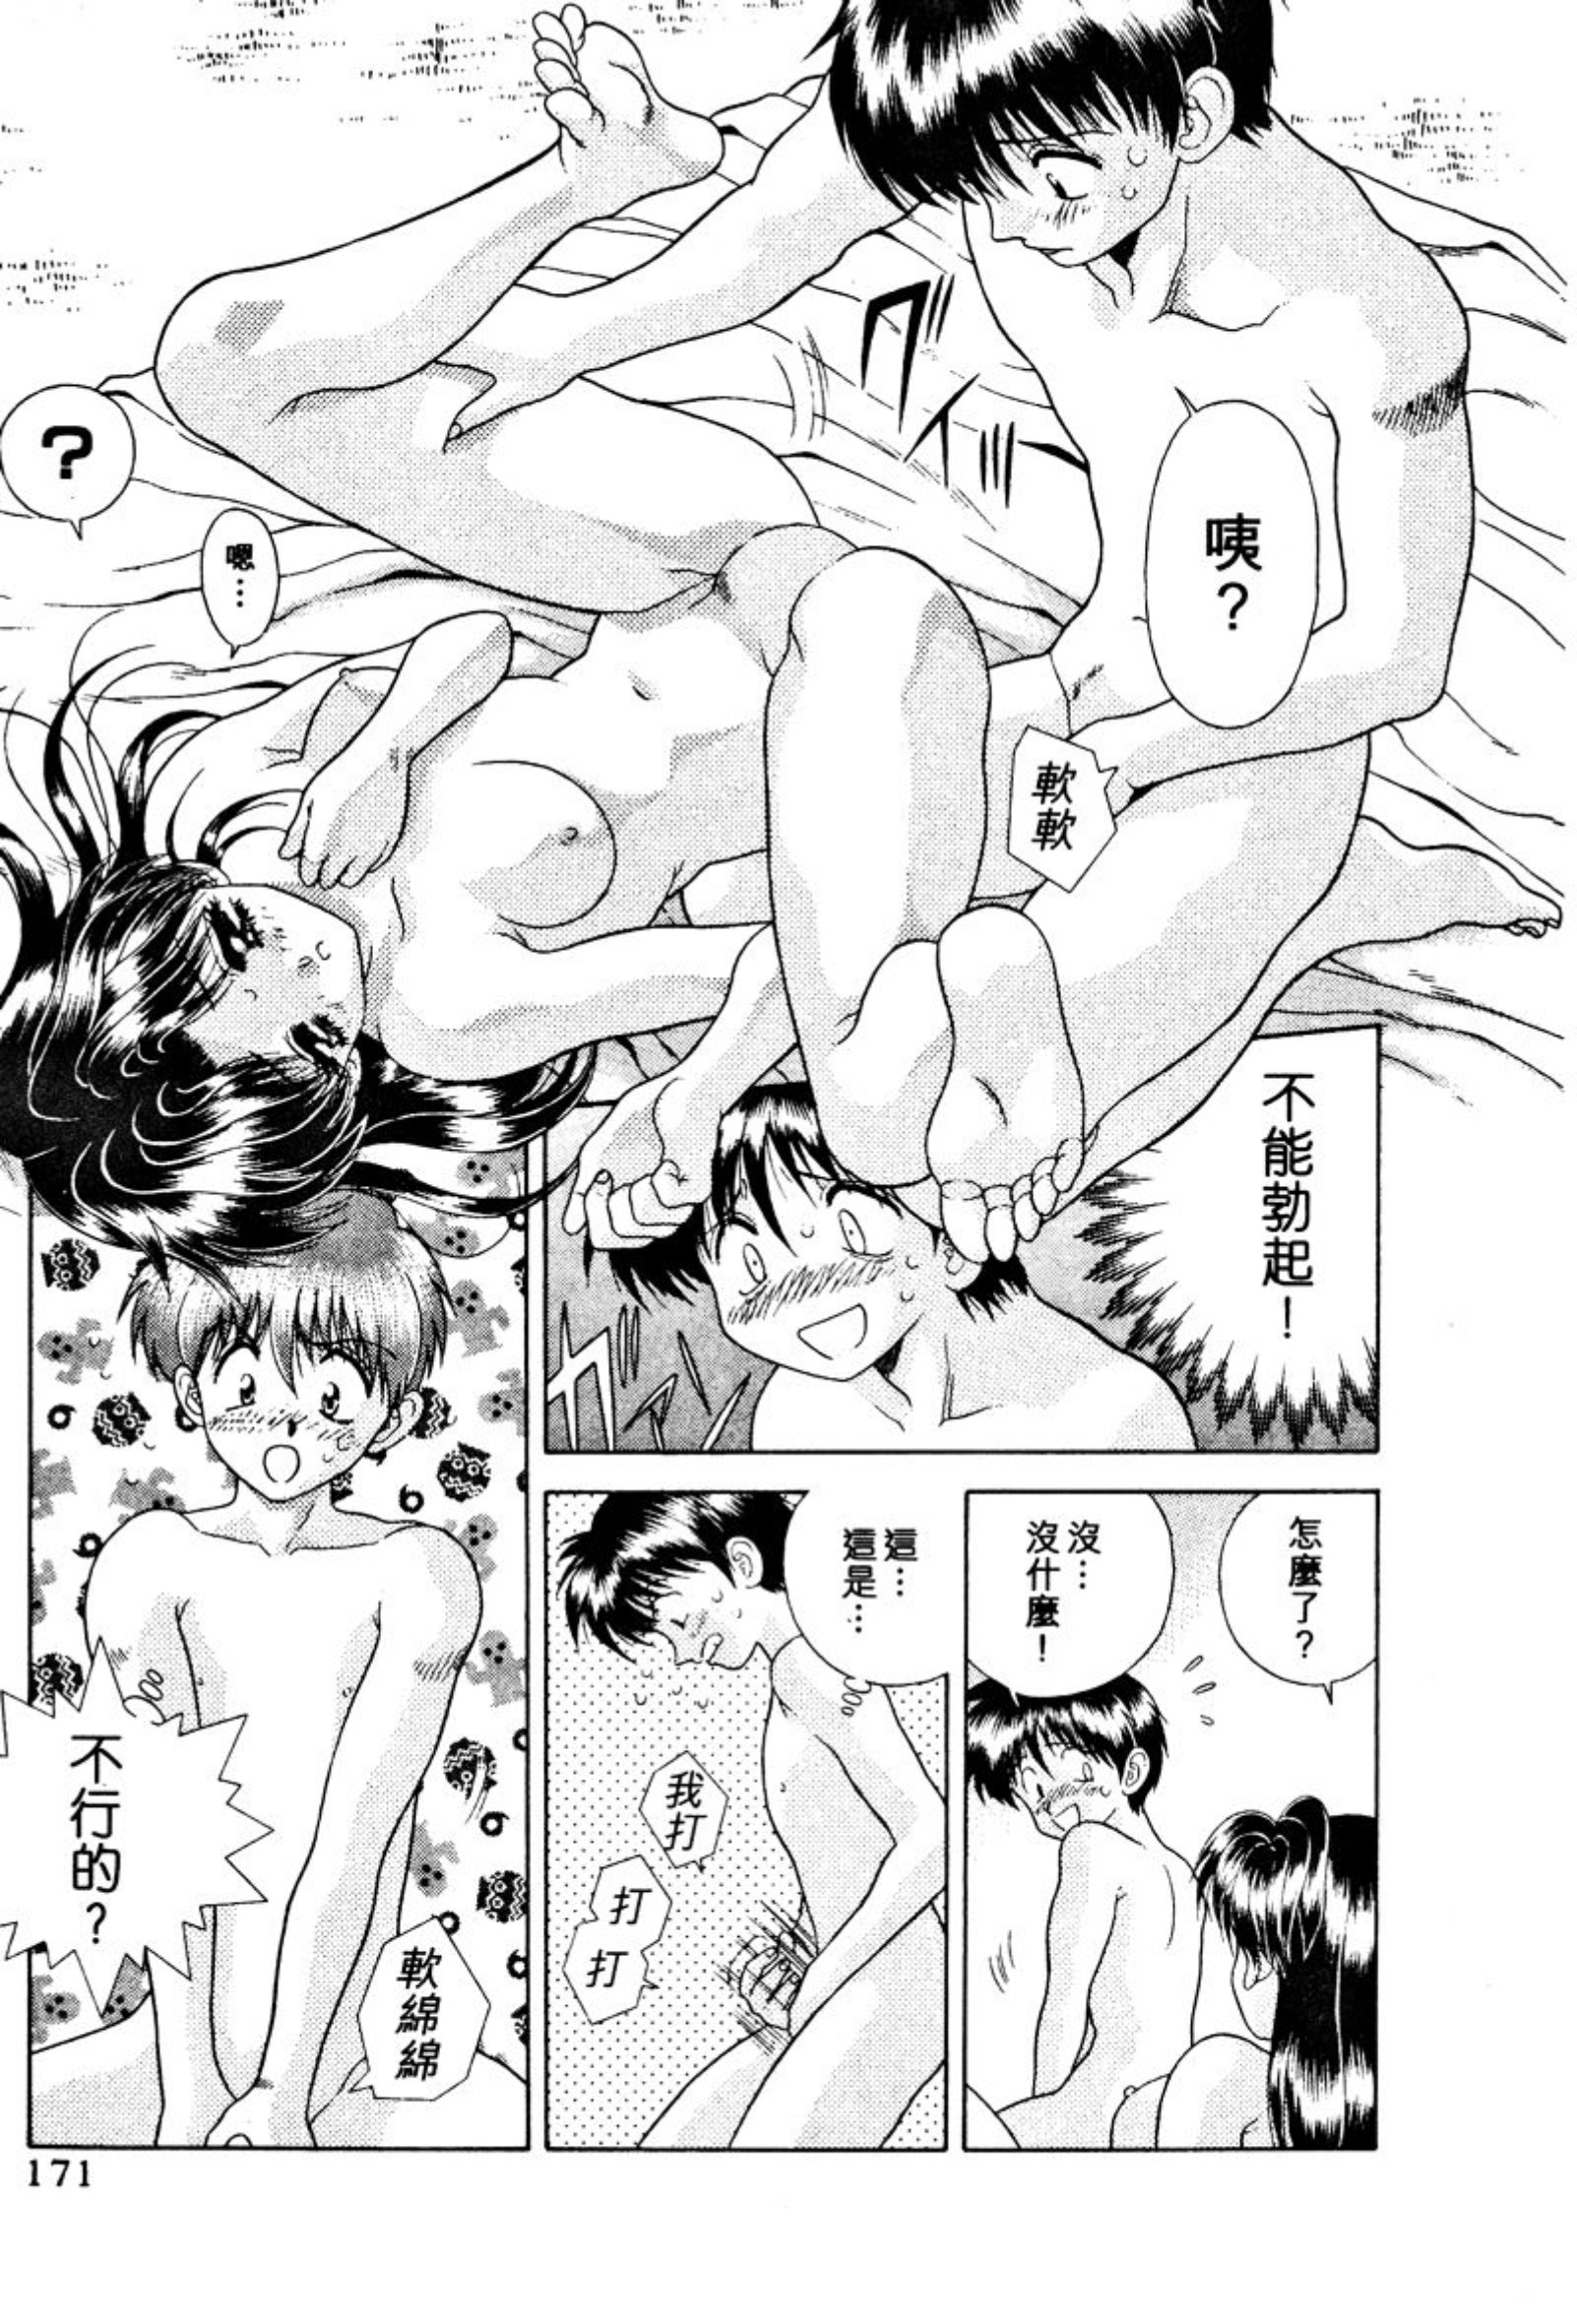 咦？
軟軟
嗯…
？
不能勃起！
怎麼了？
沒…
沒什麼！
這…
這是…
我打
打
打
不行的？
軟綿綿
171